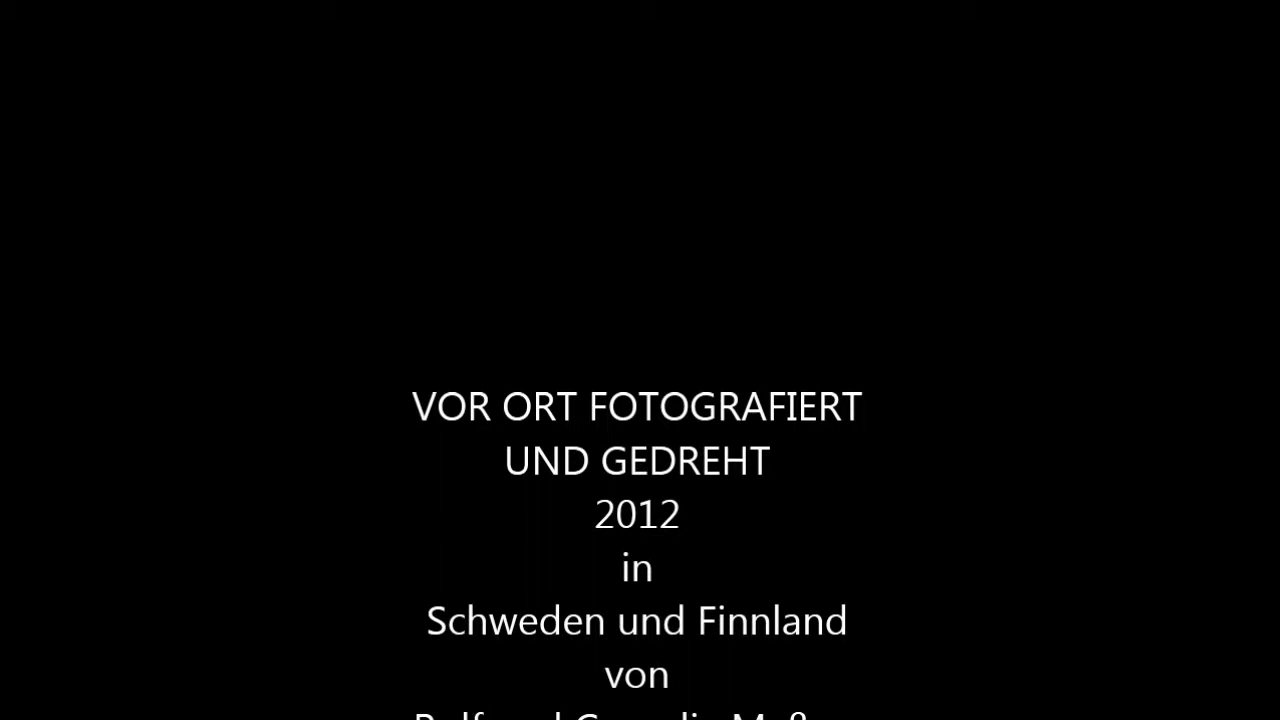 VOR ORT FOTOGRAFIERT
UND GEDREHT
2012
in
Schweden und Finnland
von